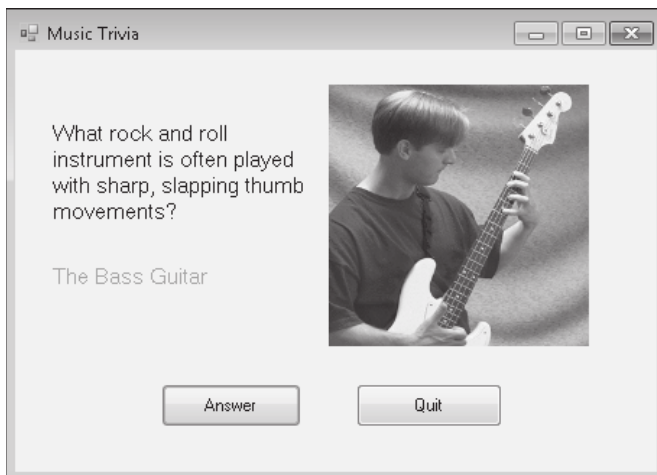 Music Trivia
What rock and roll
instrument is often played
with sharp, slapping thumb
movements?
The Bass Guitar
Answer
Quit